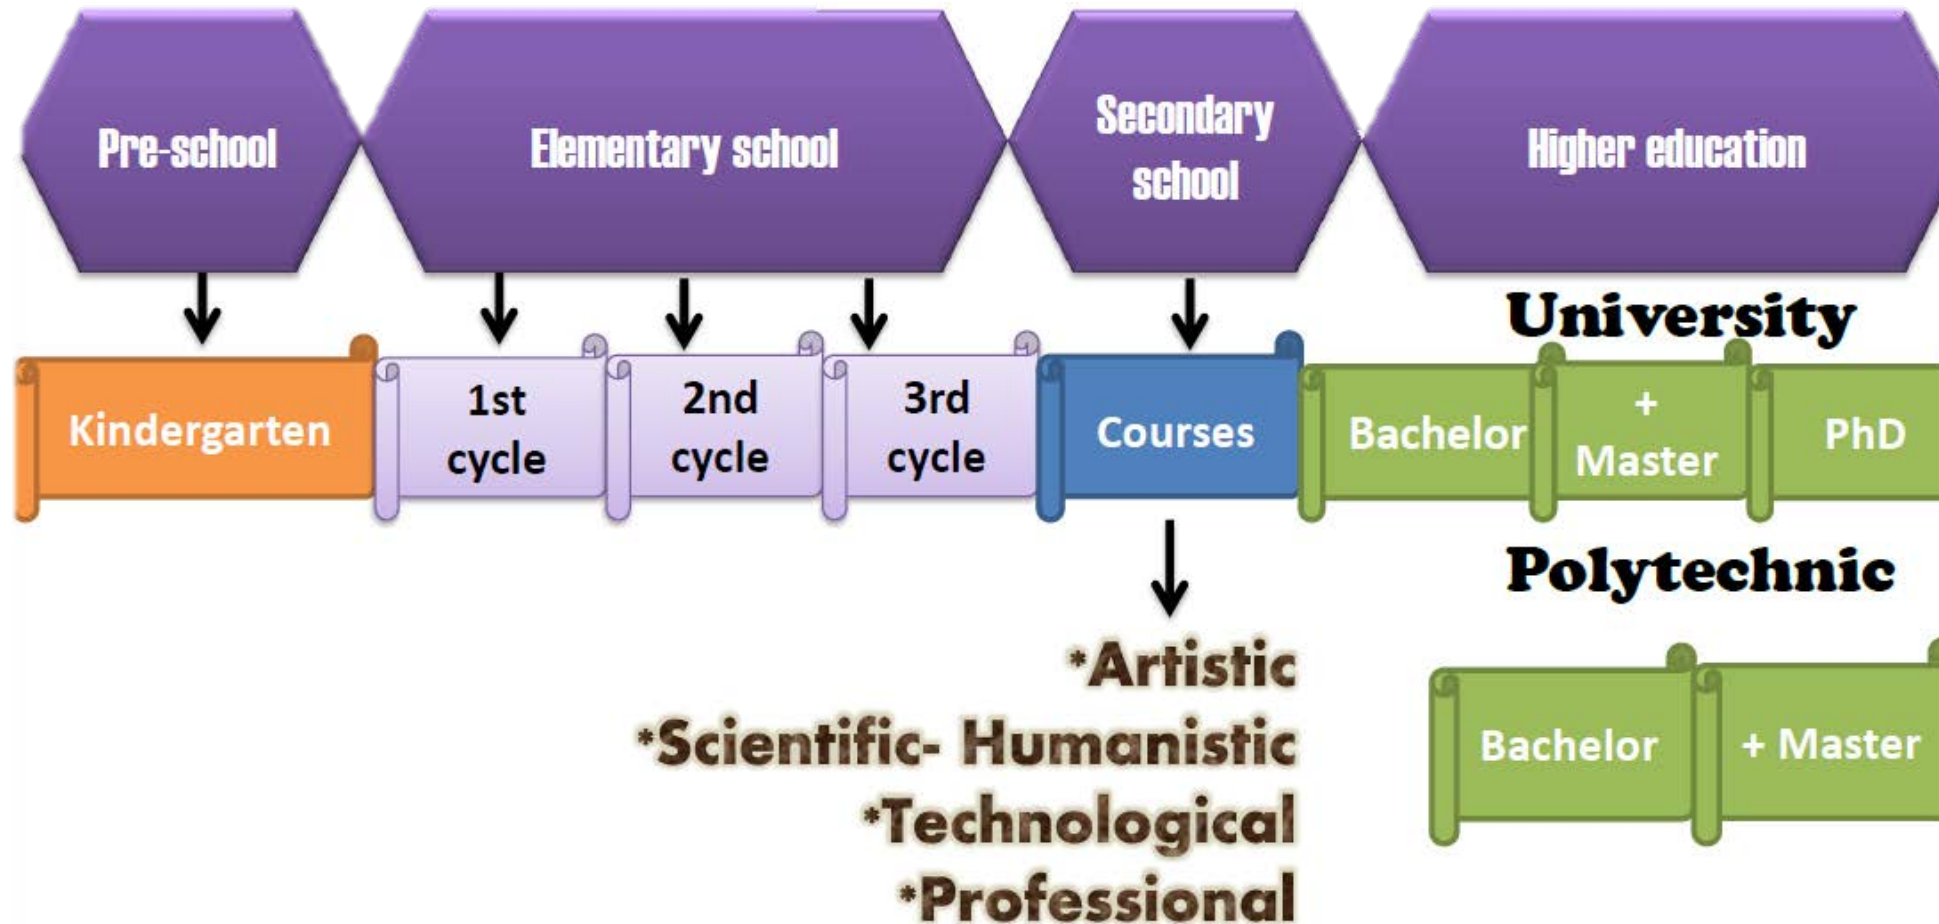 Pre-school
Elementary school
Secondary
school
Higher education
University
Kindergarten
1st
cycle
2nd
cycle
3rd
cycle
Courses
Bachelor
+
Master
PhD
Polytechnic
*Artistic
*Scientific- Humanistic
*Technological
*Professional
Bachelor
+ Master